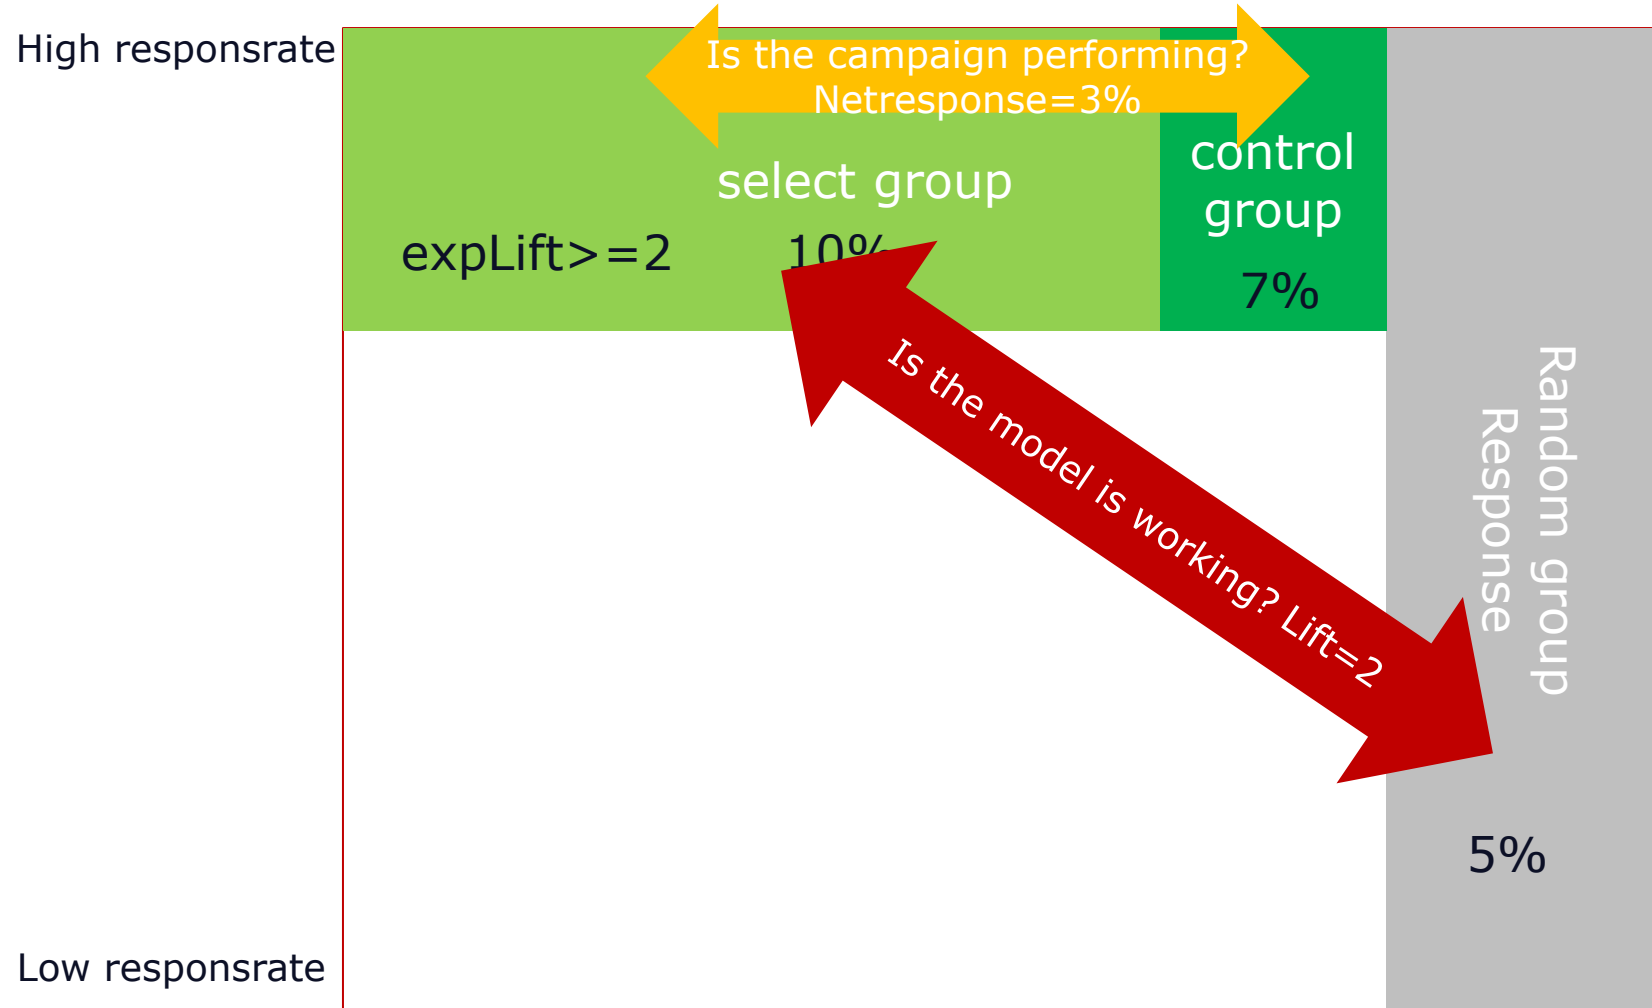 High responsrate
Is the campaign performing?
Netresponse=3%
select group
control
group
expLift>=2
10%
7%
Is the model is working? Lift=2
Random group
Response
5%
Low responsrate